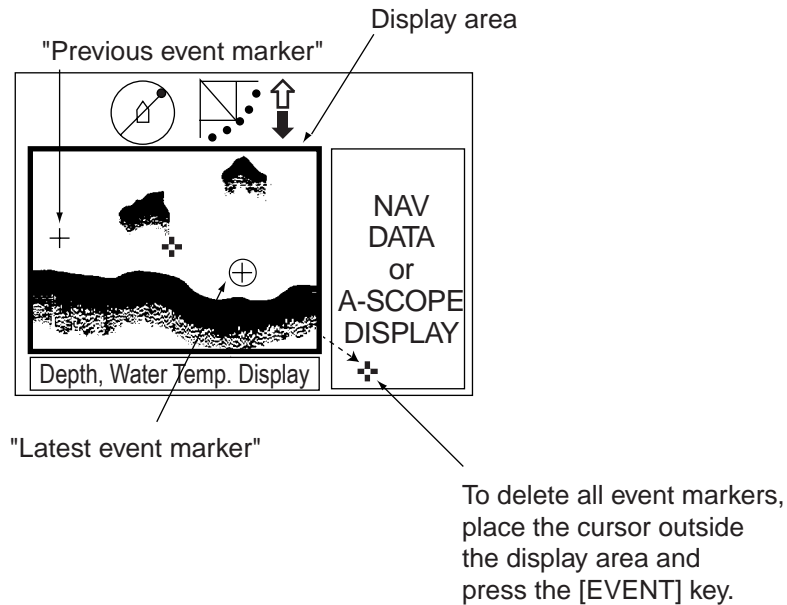 Display area
"Previous event marker"
NAV
DATA
or
A-SCOPE
DISPLAY
Depth, Water Temp. Display
"Latest event marker"
To delete all event markers,
place the cursor outside
the display area and
press the [EVENT] key.